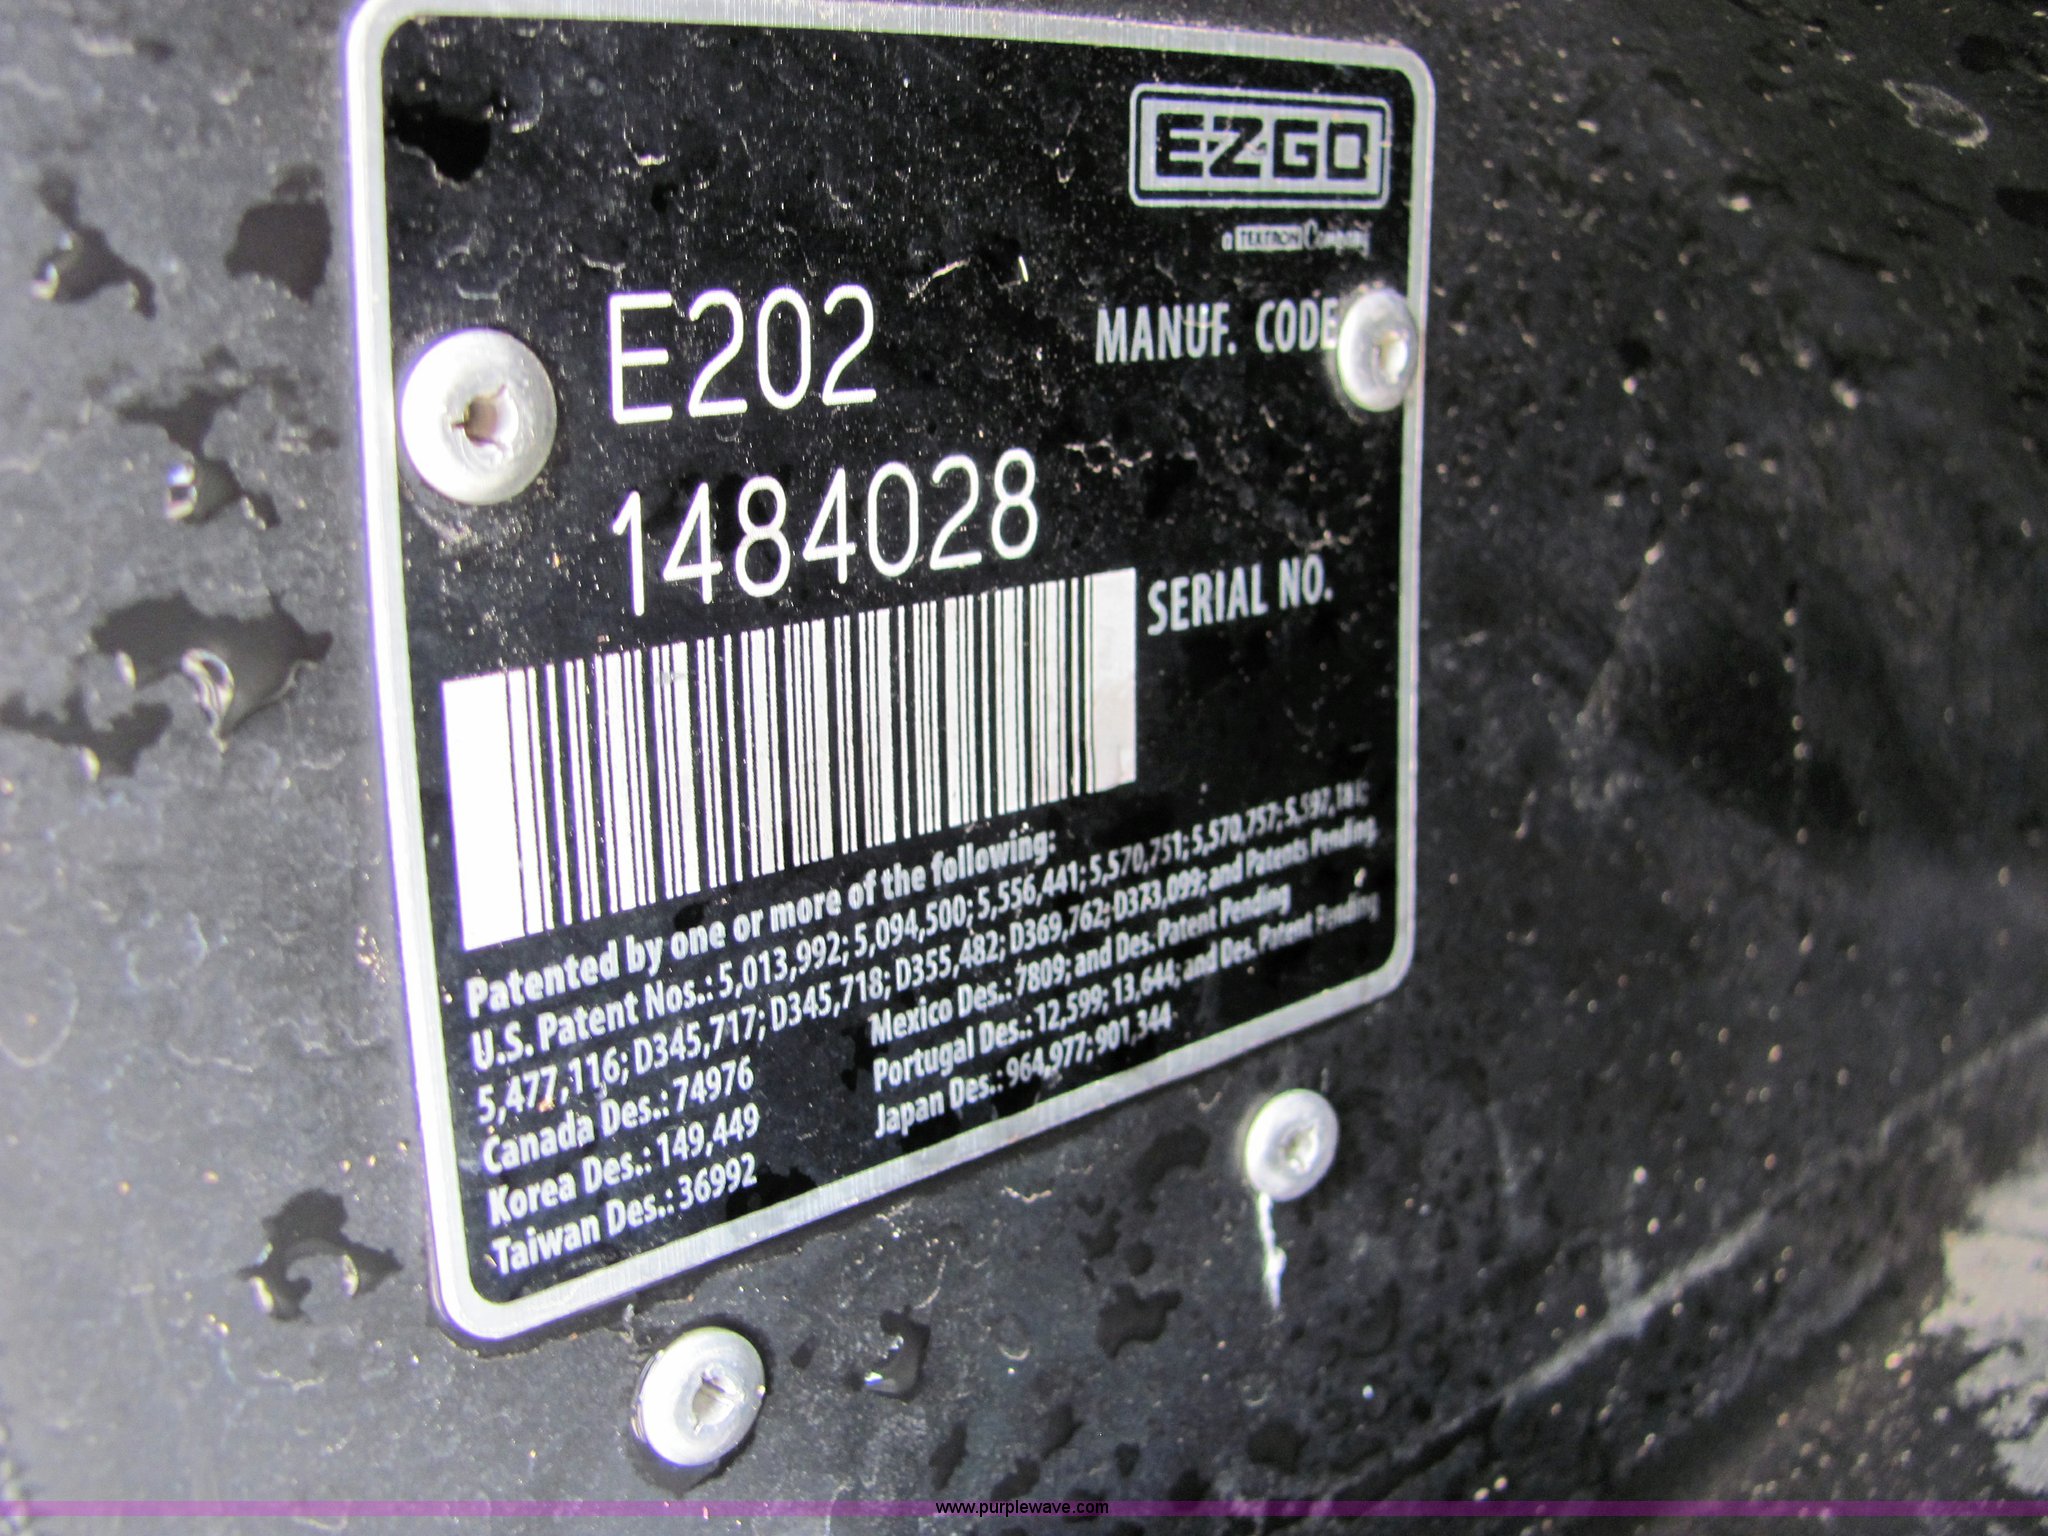 EZGO
a TEXTRON Company
E202 MANUF. CODE
1484028
SERIAL NO.
Patented by one or more of the following:
U.S. Patent Nos.: 5,013,992; 5,094,500; 5,556,441; 5,570,751; 5,570,757; 5,597,181;
5,477,116; D345,717; D345,718; D355,482; D369,762; D373,099; and Patents Pending
Canada Des.: 74976 Mexico Des.: 7809; and Des. Patent Pending
Korea Des.: 149,449 Portugal Des.: 12,599; 13,644; and Des. Patent Pending
Taiwan Des.: 36992 Japan Des.: 964,977; 901,344
www.purplewave.com